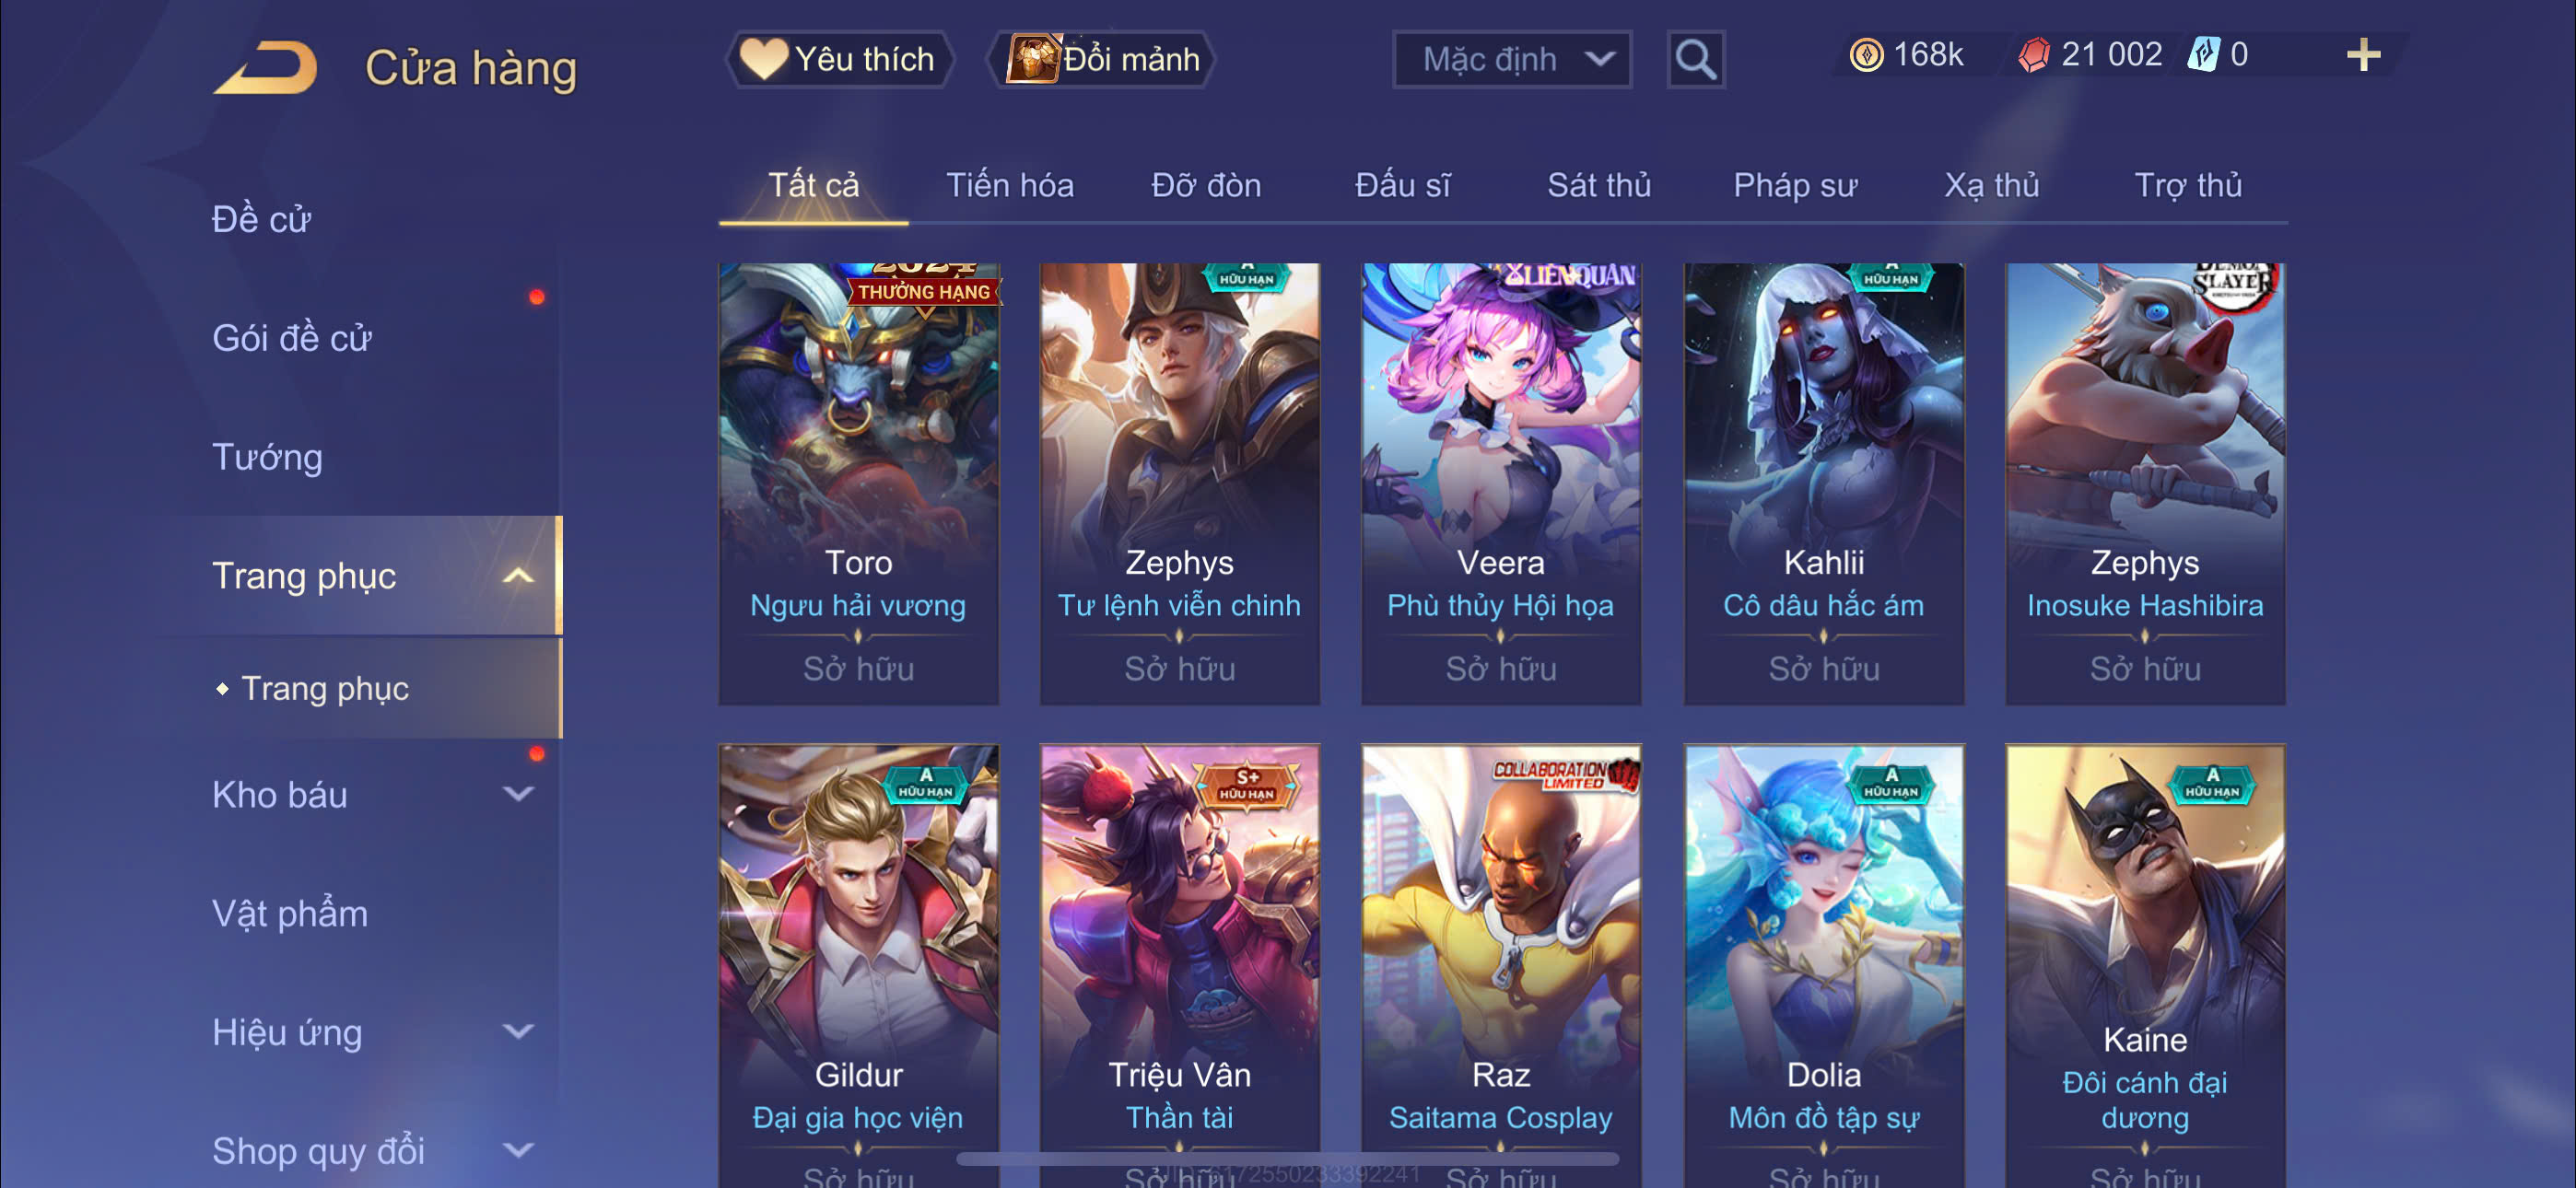 Cửa hàng
Yêu thích
Đổi mảnh
Mặc định
168k
21 002
0
Tất cả
Tiến hóa
Đỡ đòn
Đấu sĩ
Sát thủ
Pháp sư
Xạ thủ
Trợ thủ
Đề cử
Gói đề cử
Tướng
Trang phục
Trang phục
Kho báu
Vật phẩm
Hiệu ứng
Shop quy đổi
2024
THƯỞNG HẠNG
Toro
Ngưu hải vương
Sở hữu
A
HỮU HẠN
Zephys
Tư lệnh viễn chinh
Sở hữu
LIÊN QUÂN
Veera
Phù thủy Hội họa
Sở hữu
A
HỮU HẠN
Kahlii
Cô dâu hắc ám
Sở hữu
DEMON
SLAYER
Zephys
Inosuke Hashibira
Sở hữu
A
HỮU HẠN
Gildur
Đại gia học viện
Sở hữu
S+
HỮU HẠN
Triệu Vân
Thần tài
Sở hữu
COLLABORATION
LIMITED
Raz
Saitama Cosplay
Sở hữu
A
HỮU HẠN
Dolia
Môn đồ tập sự
Sở hữu
A
HỮU HẠN
Kaine
Đôi cánh đại
dương
Sở hữu